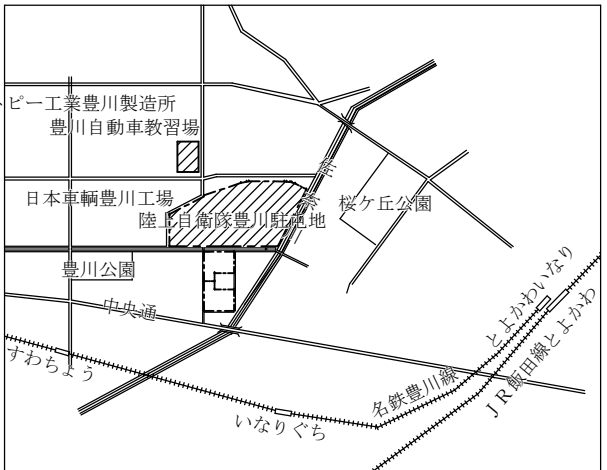 ピー工業豊川製造所
豊川自動車教習場
日本車輌豊川工場
陸上自衛隊豊川駐屯地
桜ケ丘公園
豊川公園
中央通
とよかわいなり
すわちょう
名鉄豊川線
JR飯田線とよかわ
いなりぐち